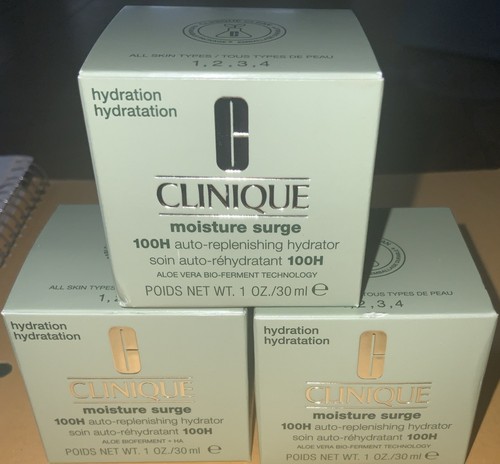 ALL SKIN TYPES / TOUS TYPES DE PEAU
1, 2, 3, 4
hydration
hydratation
C
CLINIQUE
moisture surge
100H auto-replenishing hydrator
soin auto-réhydratant 100H
ALOE VERA BIO-FERMENT TECHNOLOGY
POIDS NET WT. 1 OZ./30 ml ℮
ALL SKIN TYPES
1, 2
hydration
hydratation
C
CLINIQUE
moisture surge
100H auto-replenishing hydrator
soin auto-réhydratant 100H
ALOE BIOFERMENT + HA
POIDS NET WT. 1 OZ./30 ml ℮
TOUS TYPES DE PEAU
2, 3, 4
hydration
hydratation
C
CLINIQUE
moisture surge
100H auto-replenishing hydrator
soin auto-réhydratant 100H
ALOE VERA BIO-FERMENT TECHNOLOGY
POIDS NET WT. 1 OZ./30 ml ℮